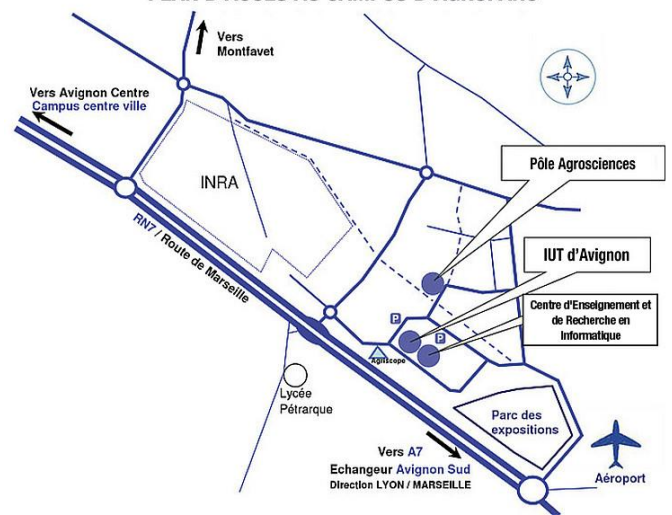 Vers
Montfavet
Vers Avignon Centre
Campus centre ville
INRA
Pôle Agrosciences
RN7 / Route de Marseille
IUT d'Avignon
P
P
Centre d'Enseignement et
de Recherche en
Informatique
Agroscope
Lycée
Pétrarque
Parc des
expositions
Vers A7
Echangeur Avignon Sud
Direction LYON / MARSEILLE
Aéroport